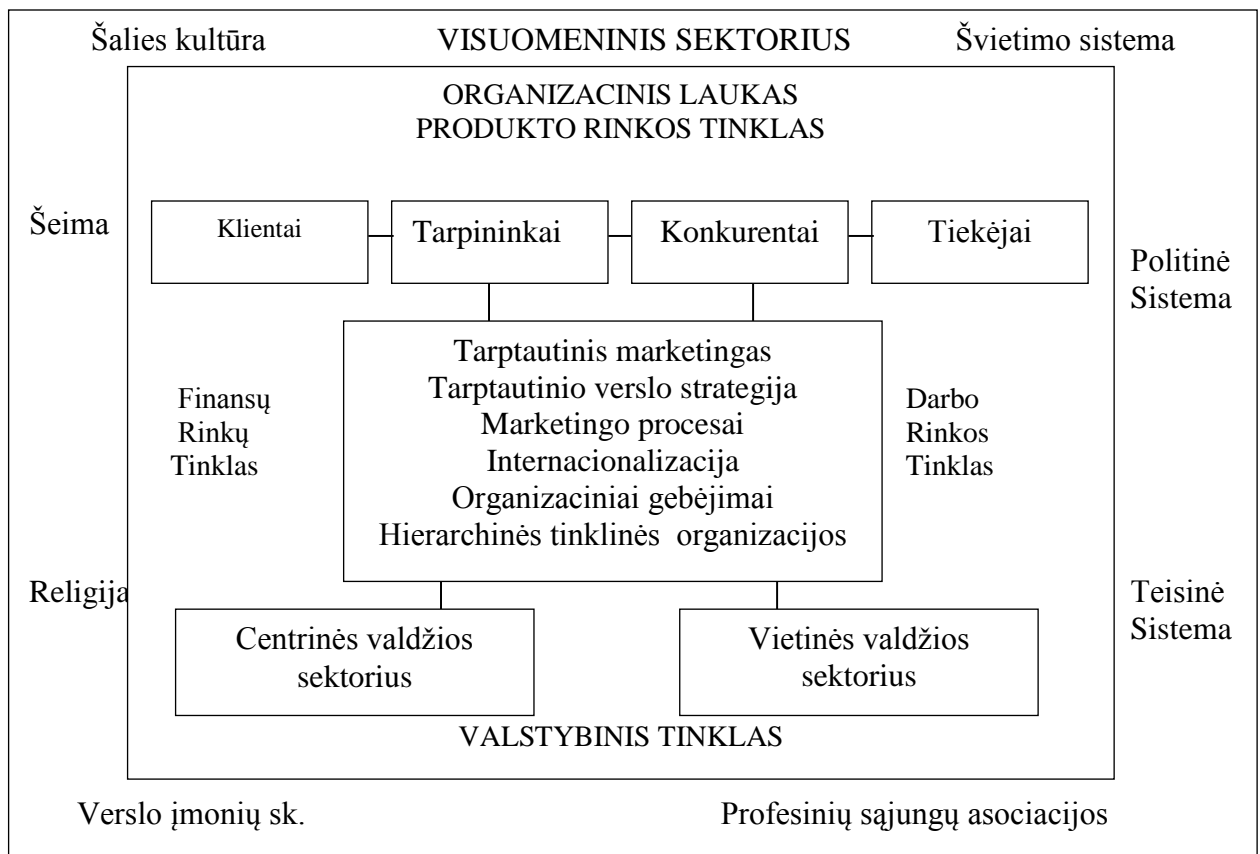 Šalies kultūra
VISUOMENINIS SEKTORIUS
Švietimo sistema
ORGANIZACINIS LAUKAS
PRODUKTO RINKOS TINKLAS
Šeima
Klientai
Tarpininkai
Konkurentai
Tiekėjai
Politinė
Sistema
Tarptautinis marketingas
Tarptautinio verslo strategija
Marketingo procesai
Internacionalizacija
Organizaciniai gebėjimai
Hierarchinės tinklinės organizacijos
Finansų
Rinkų
Tinklas
Darbo
Rinkos
Tinklas
Religija
Teisinė
Sistema
Centrinės valdžios
sektorius
Vietinės valdžios
sektorius
VALSTYBINIS TINKLAS
Verslo įmonių sk.
Profesinių sąjungų asociacijos